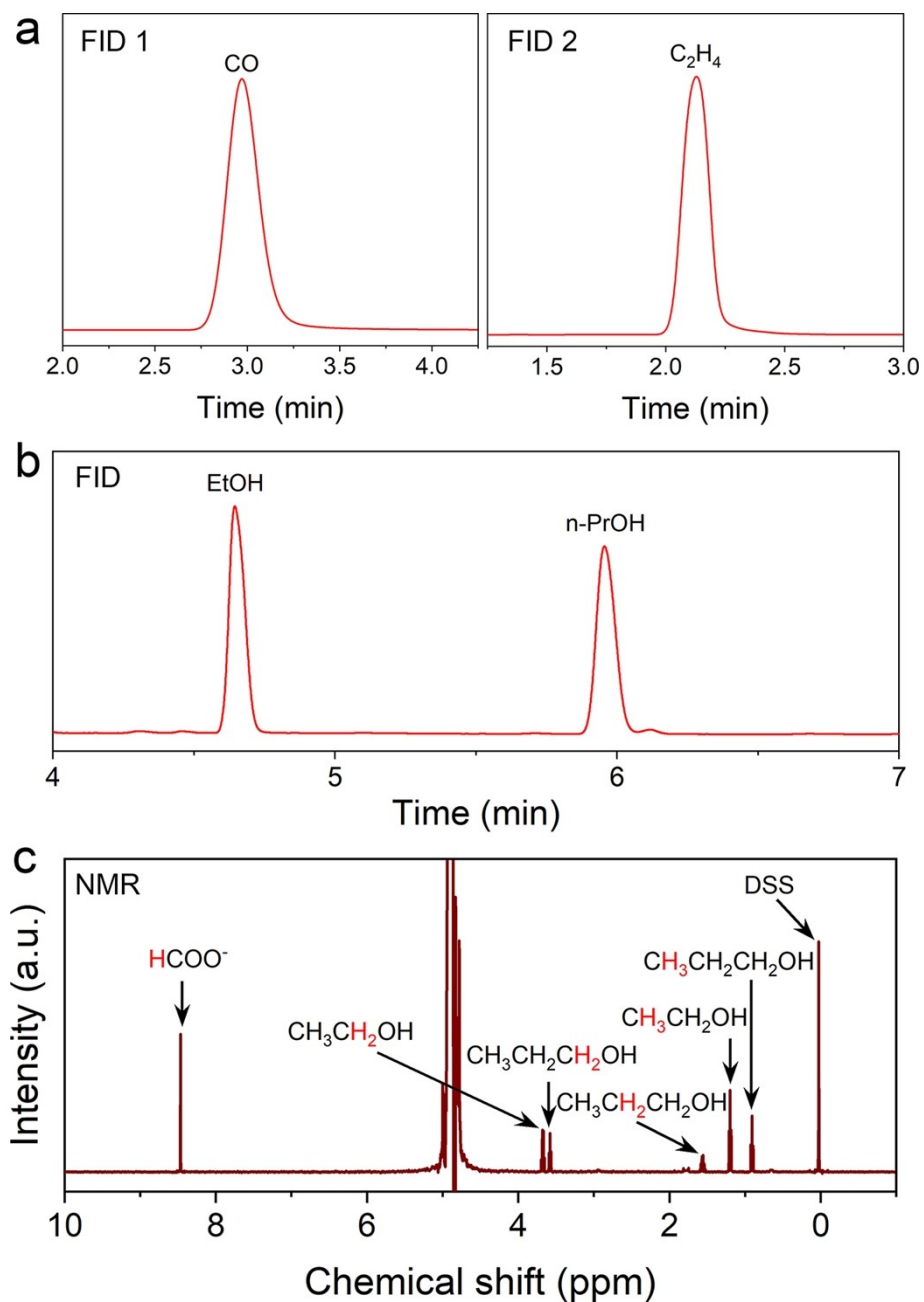 a
FID 1
CO
2.0 2.5 3.0 3.5 4.0
Time (min)
FID 2
C₂H₄
1.5 2.0 2.5 3.0
Time (min)
b
FID
EtOH
n-PrOH
4 5 6 7
Time (min)
c
NMR
DSS
HCOO⁻
CH₃CH₂CH₂OH
CH₃CH₂OH
CH₃CH₂OH
CH₃CH₂CH₂OH
CH₃CH₂CH₂OH
Intensity (a.u.)
10 8 6 4 2 0
Chemical shift (ppm)